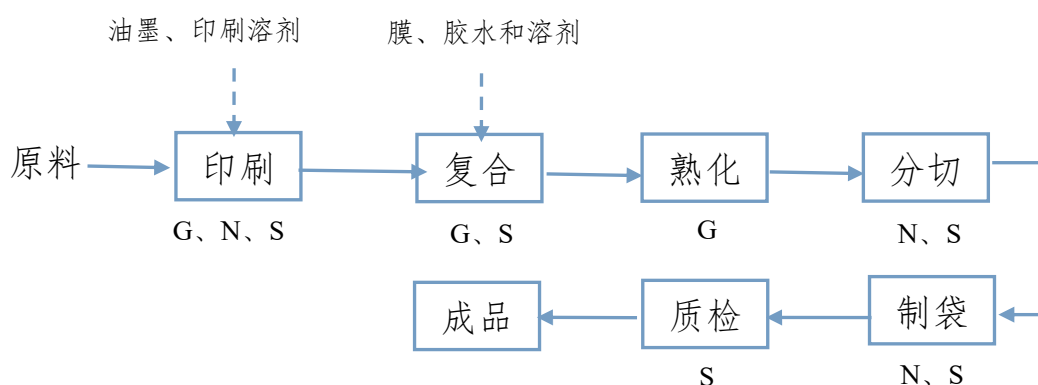 油墨、印刷溶剂
膜、胶水和溶剂
原料
印刷
复合
熟化
分切
G、N、S
G、S
G
N、S
成品
质检
制袋
S
N、S